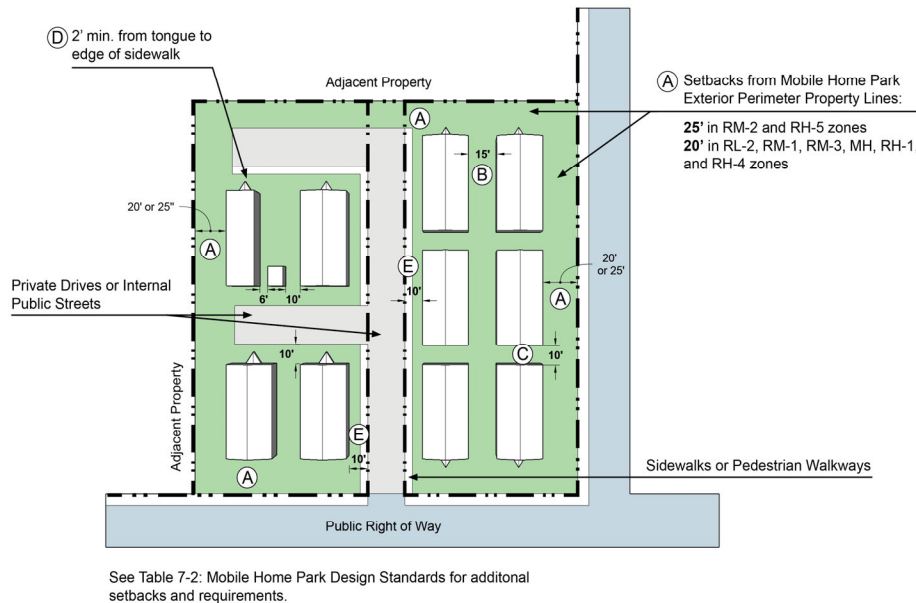 D 2' min. from tongue to
edge of sidewalk
Adjacent Property
A Setbacks from Mobile Home Park
Exterior Perimeter Property Lines:
25' in RM-2 and RH-5 zones
20' in RL-2, RM-1, RM-3, MH, RH-1
and RH-4 zones
A
15'
B
20' or 25"
A
E
20'
or 25'
Private Drives or Internal
Public Streets
6' 10'
10'
A
10'
C
10'
Adjacent Property
E
10'
A
Sidewalks or Pedestrian Walkways
Public Right of Way
See Table 7-2: Mobile Home Park Design Standards for additonal
setbacks and requirements.